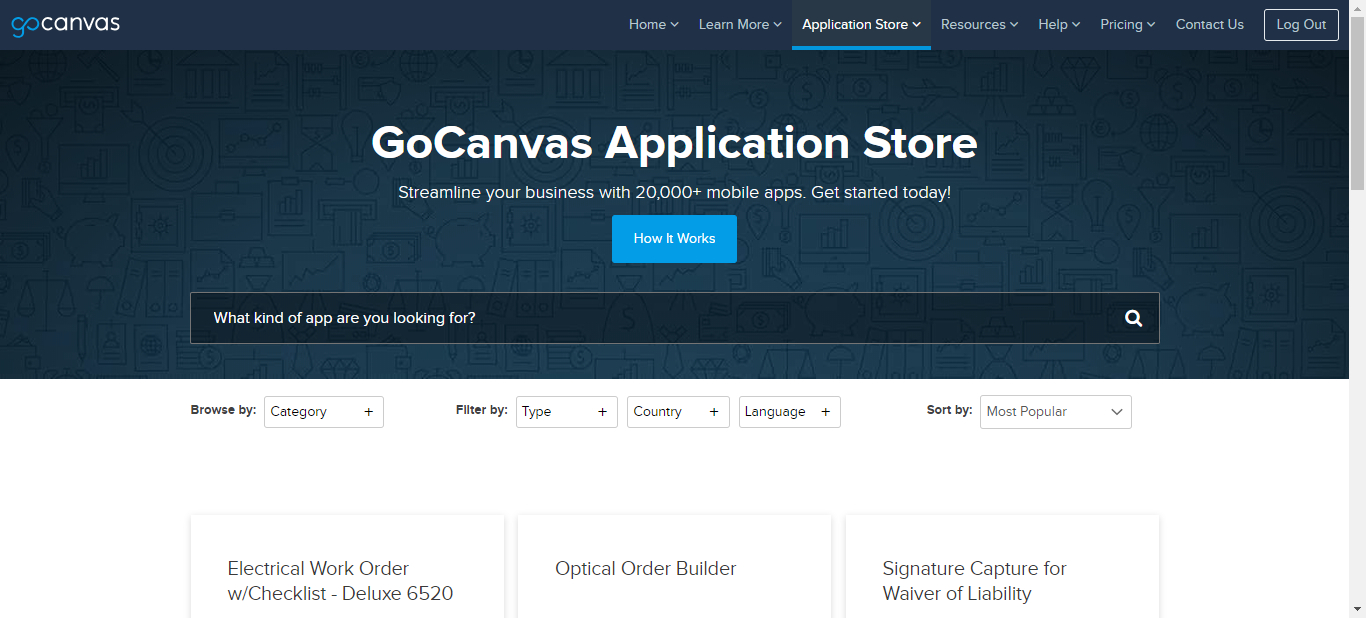 gocanvas
Home
Learn More
Application Store
Resources
Help
Pricing
Contact Us
Log Out
GoCanvas Application Store
Streamline your business with 20,000+ mobile apps. Get started today!
How It Works
What kind of app are you looking for?
Browse by:
Category +
Filter by:
Type +
Country +
Language +
Sort by:
Most Popular
Electrical Work Order
w/Checklist - Deluxe 6520
Optical Order Builder
Signature Capture for
Waiver of Liability